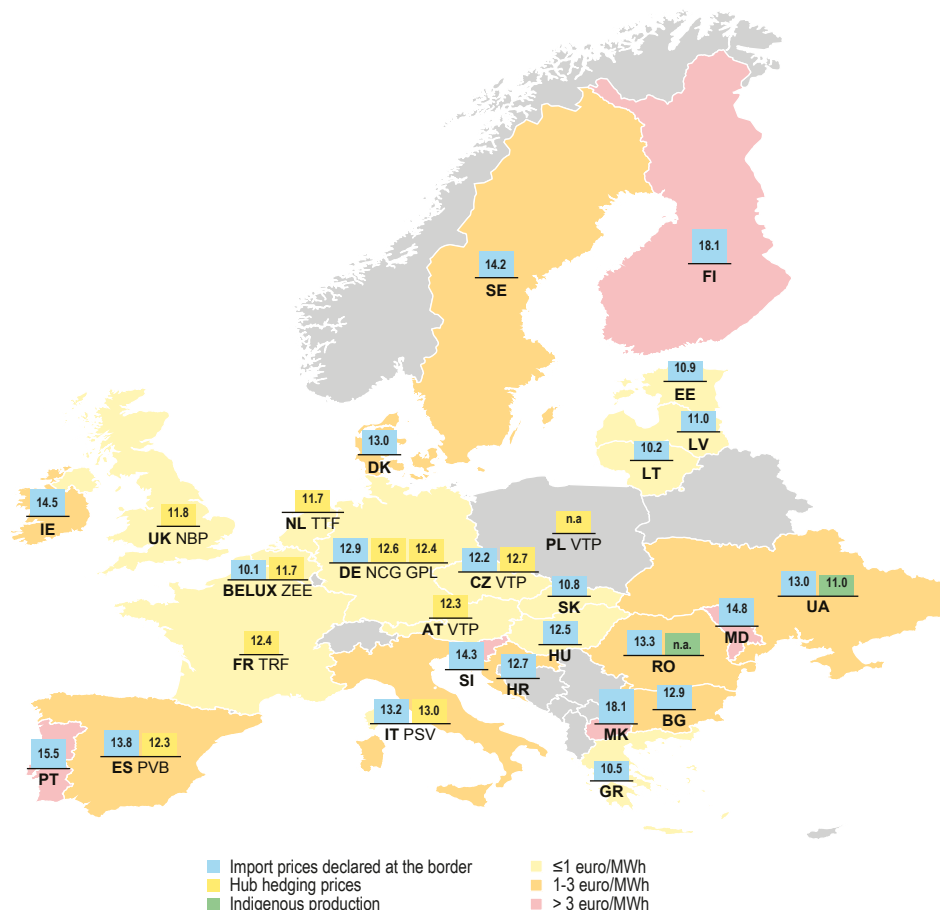 18.1
FI
14.2
SE
10.9
EE
11.0
LV
10.2
LT
13.0
DK
14.5
IE
11.8
UK NBP
11.7
NL TTF
n.a
PL VTP
12.9 12.6 12.4
DE NCG GPL
12.2 12.7
CZ VTP
10.1 11.7
BELUX ZEE
10.8
SK
13.0 11.0
UA
12.3
AT VTP
14.8
MD
12.5
HU
12.4
FR TRF
14.3
SI
12.7
HR
13.3 n.a.
RO
12.9
BG
18.1
MK
13.2 13.0
IT PSV
15.5
PT
13.8 12.3
ES PVB
10.5
GR
Import prices declared at the border
Hub hedging prices
Indigenous production
≤1 euro/MWh
1-3 euro/MWh
> 3 euro/MWh